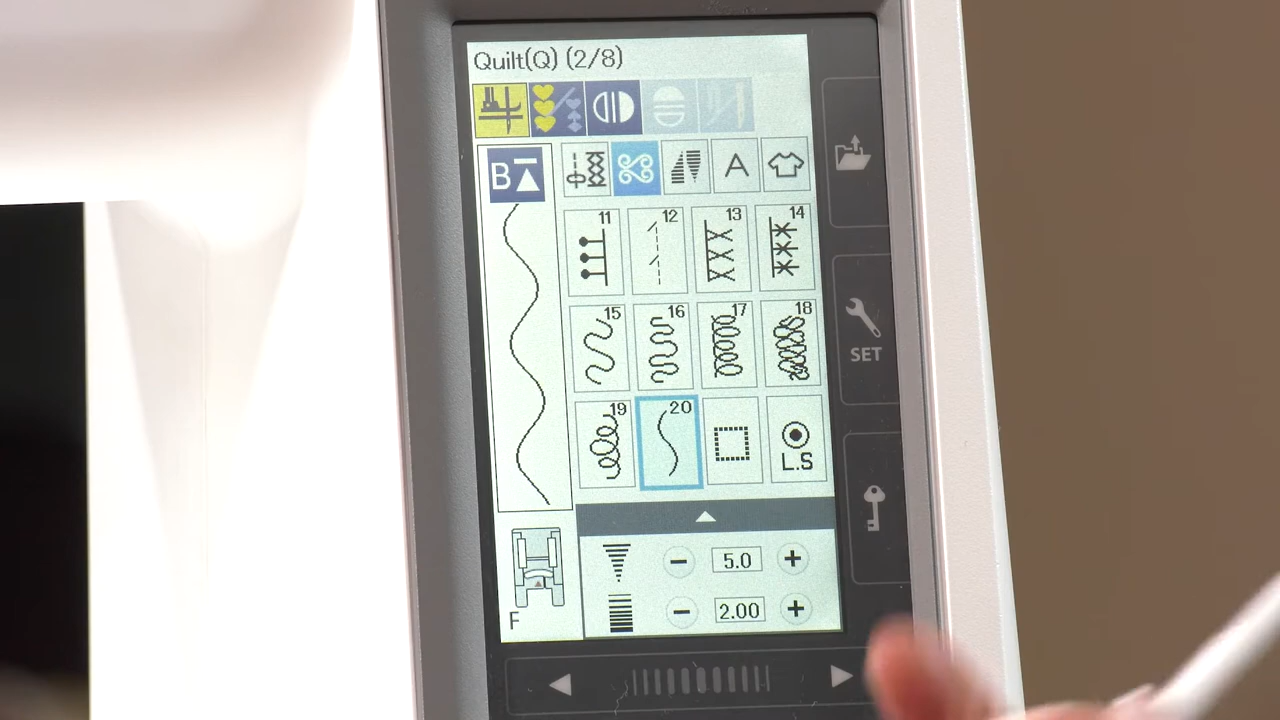 Quilt(Q) (2/8)
B
A
11 12 13 14
15 16 17 18
SET
19 20
L.S
5.0
F
2.00